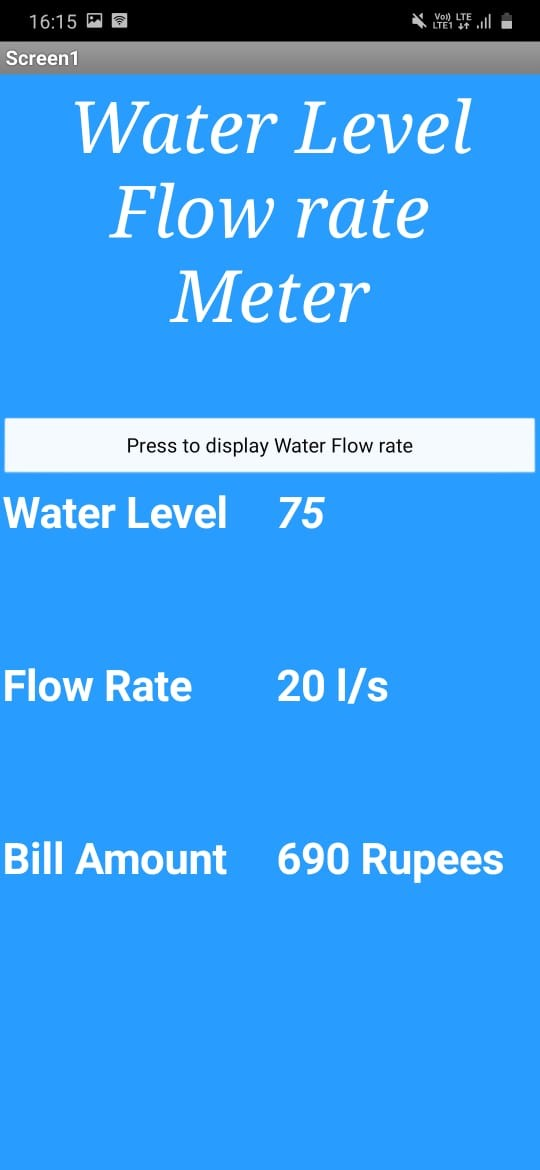 16:15 Vo)) LTE
LTE1
Screen1
Water Level
Flow rate
Meter
Press to display Water Flow rate
Water Level 75
Flow Rate 20 l/s
Bill Amount 690 Rupees